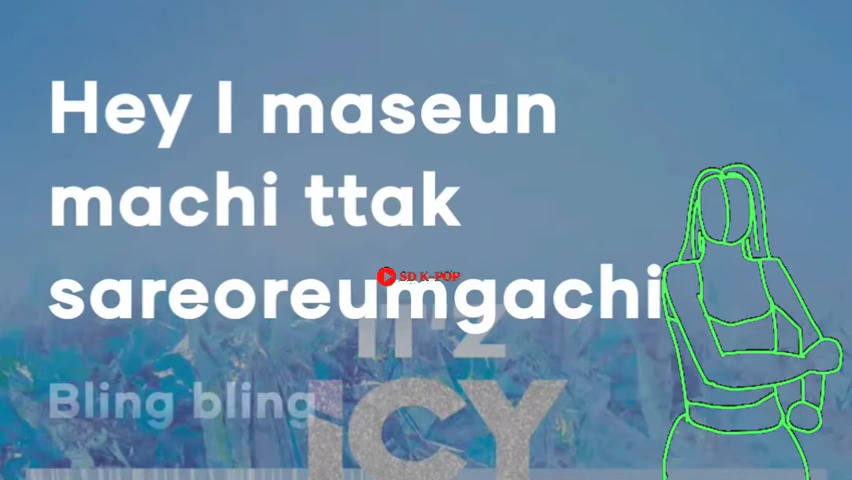 Hey I maseun
machi ttak
SD K-POP
sareoreumgachi
IT'Z
Bling bling
ICY